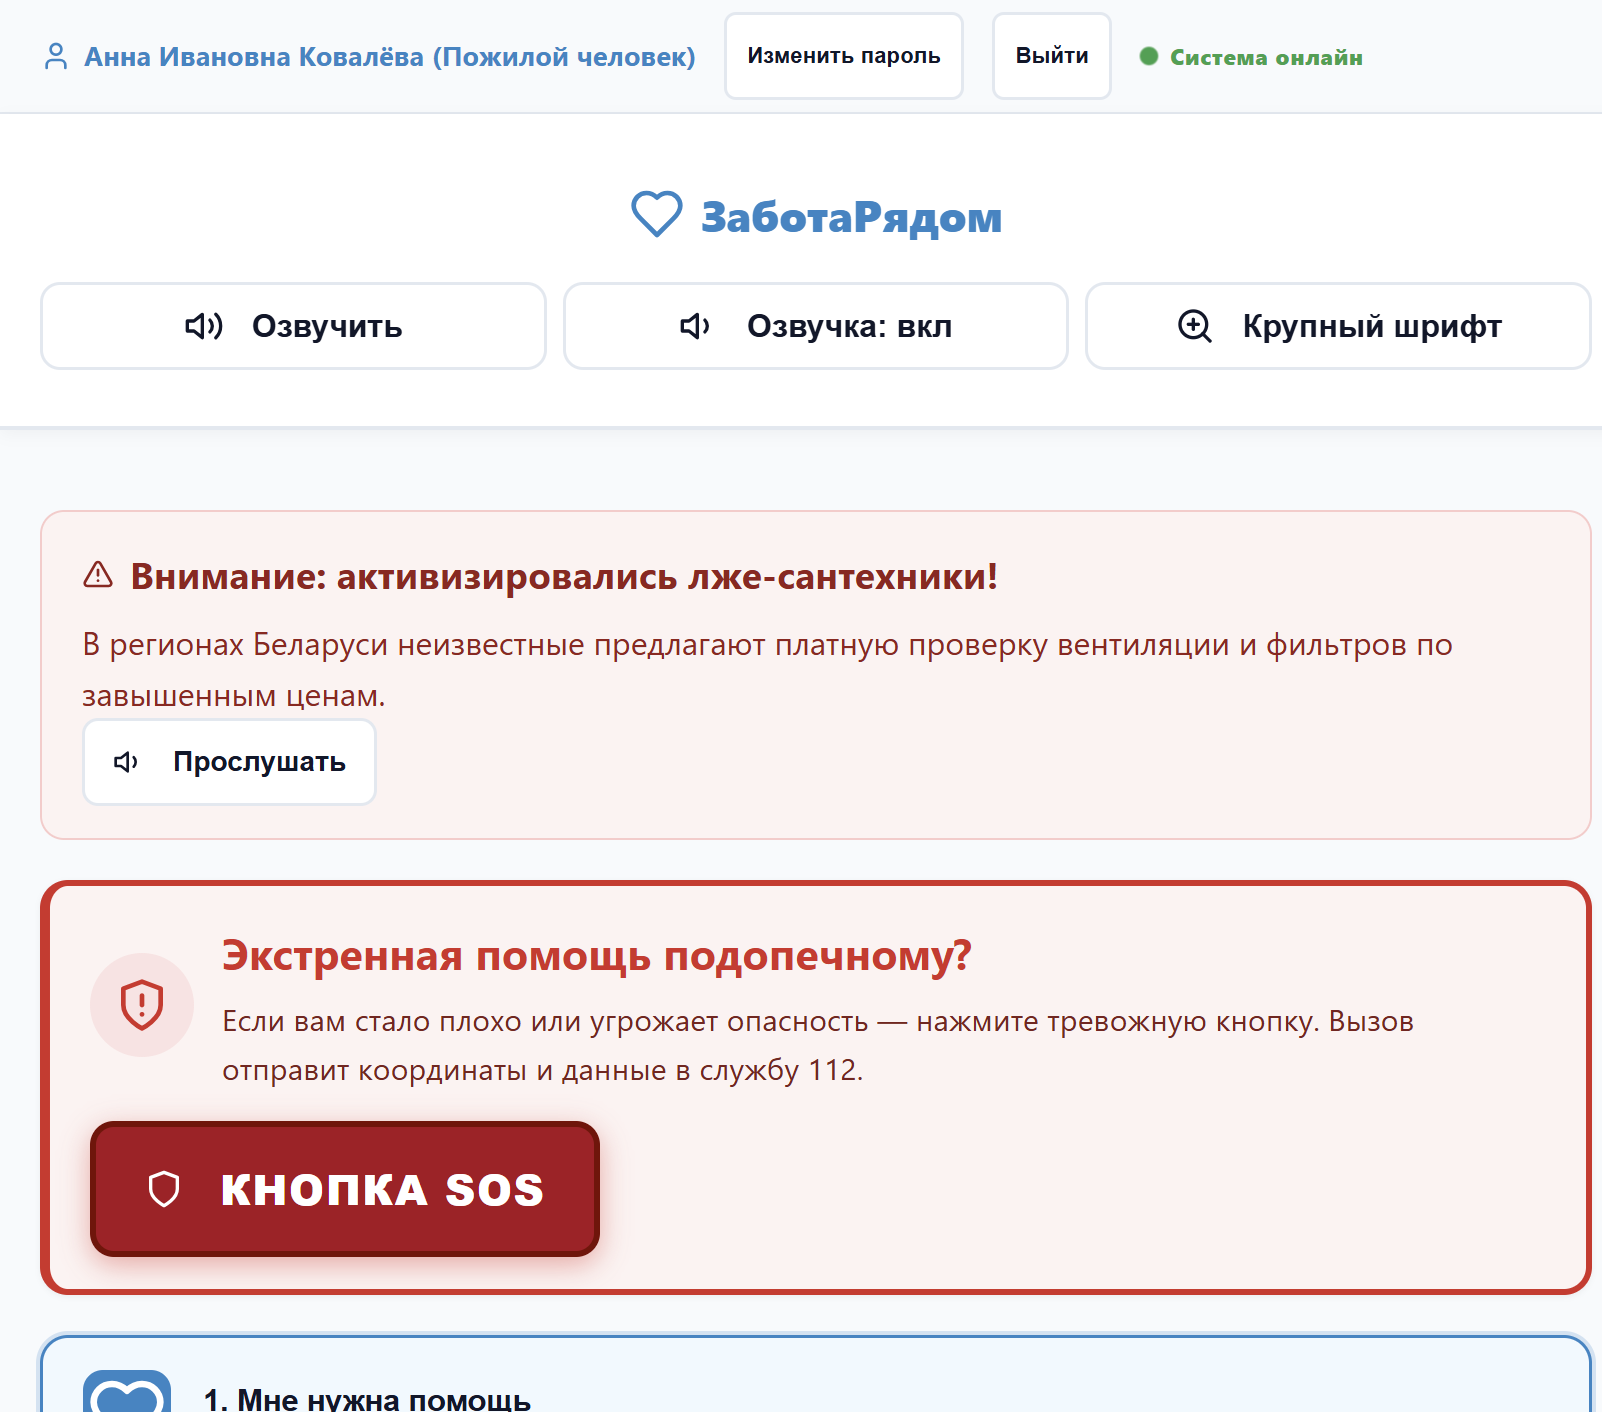 Анна Ивановна Ковалёва (Пожилой человек)
Изменить пароль
Выйти
Система онлайн
ЗаботаРядом
Озвучить
Озвучка: вкл
Крупный шрифт
Внимание: активизировались лже-сантехники!
В регионах Беларуси неизвестные предлагают платную проверку вентиляции и фильтров по
завышенным ценам.
Прослушать
Экстренная помощь подопечному?
Если вам стало плохо или угрожает опасность — нажмите тревожную кнопку. Вызов
отправит координаты и данные в службу 112.
КНОПКА SOS
1. Мне нужна помощь